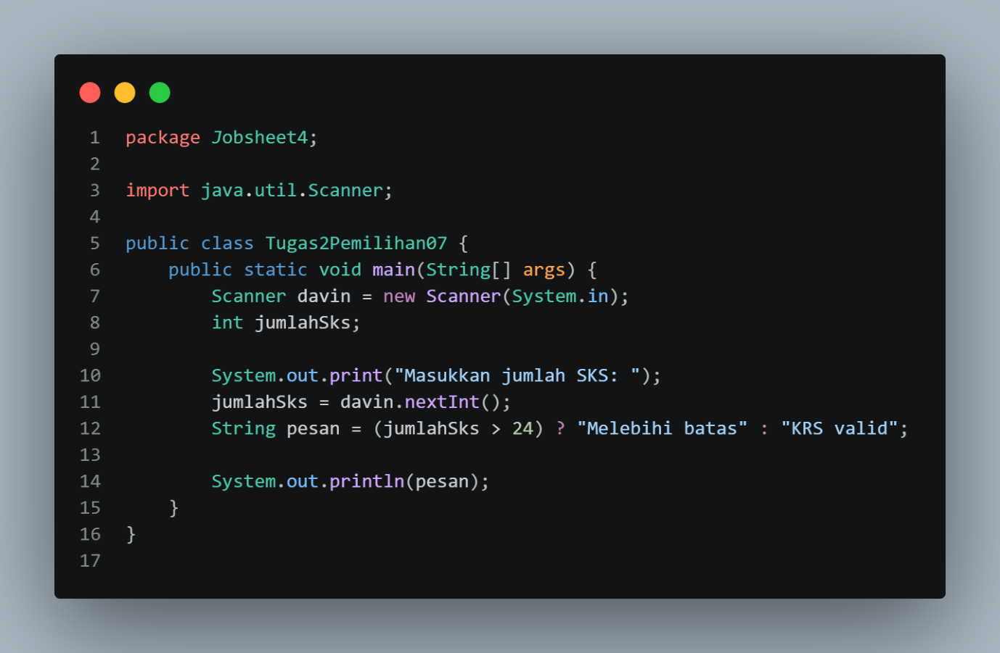 1 package Jobsheet4;
2
3 import java.util.Scanner;
4
5 public class Tugas2Pemilihan07 {
6     public static void main(String[] args) {
7         Scanner davin = new Scanner(System.in);
8         int jumlahSks;
9
10         System.out.print("Masukkan jumlah SKS: ");
11         jumlahSks = davin.nextInt();
12         String pesan = (jumlahSks > 24) ? "Melebihi batas" : "KRS valid";
13
14         System.out.println(pesan);
15     }
16 }
17